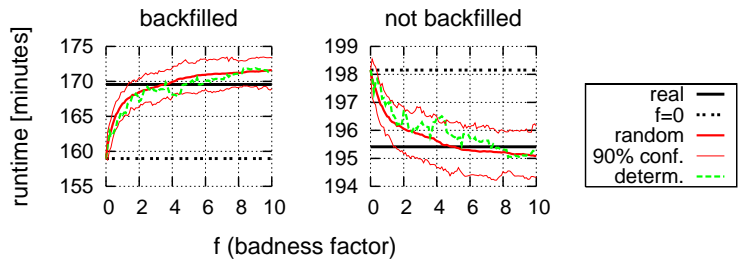 backfilled
not backfilled
runtime [minutes]
175
170
165
160
155
0 2 4 6 8 10
199
198
197
196
195
194
0 2 4 6 8 10
f (badness factor)
real
f=0
random
90% conf.
determ.